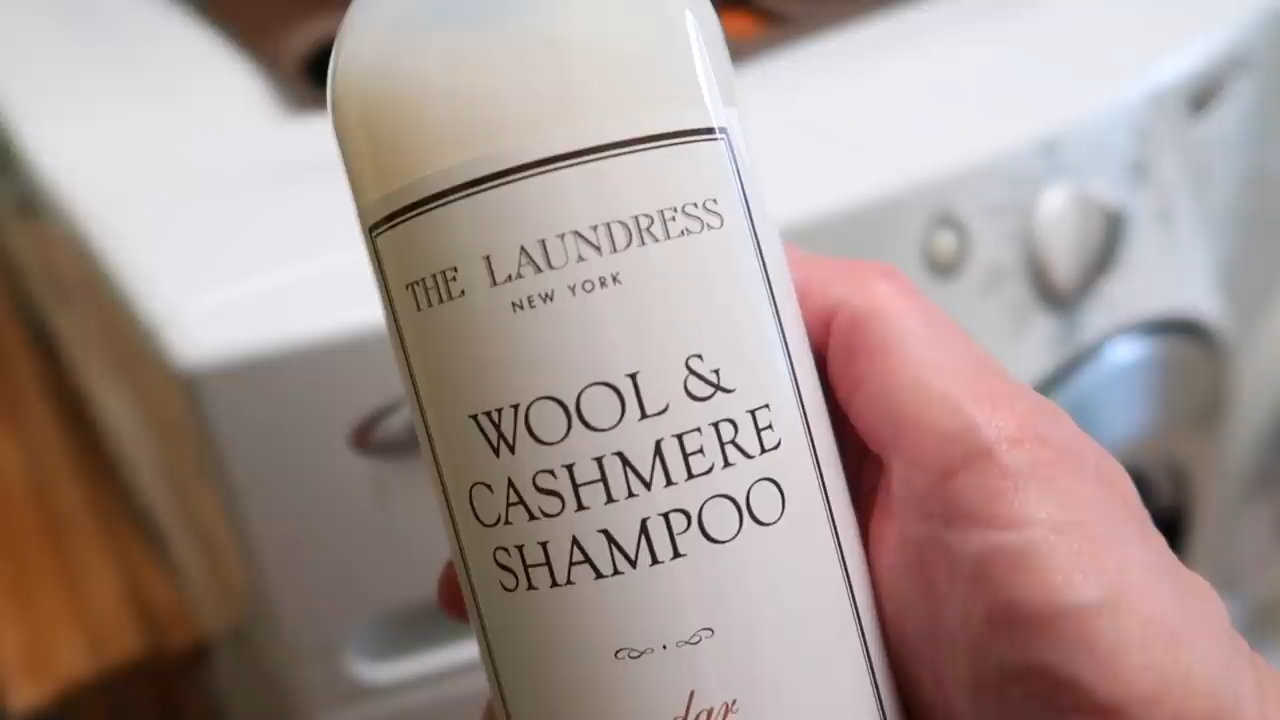 THE LAUNDRESS
NEW YORK
WOOL &
CASHMERE
SHAMPOO